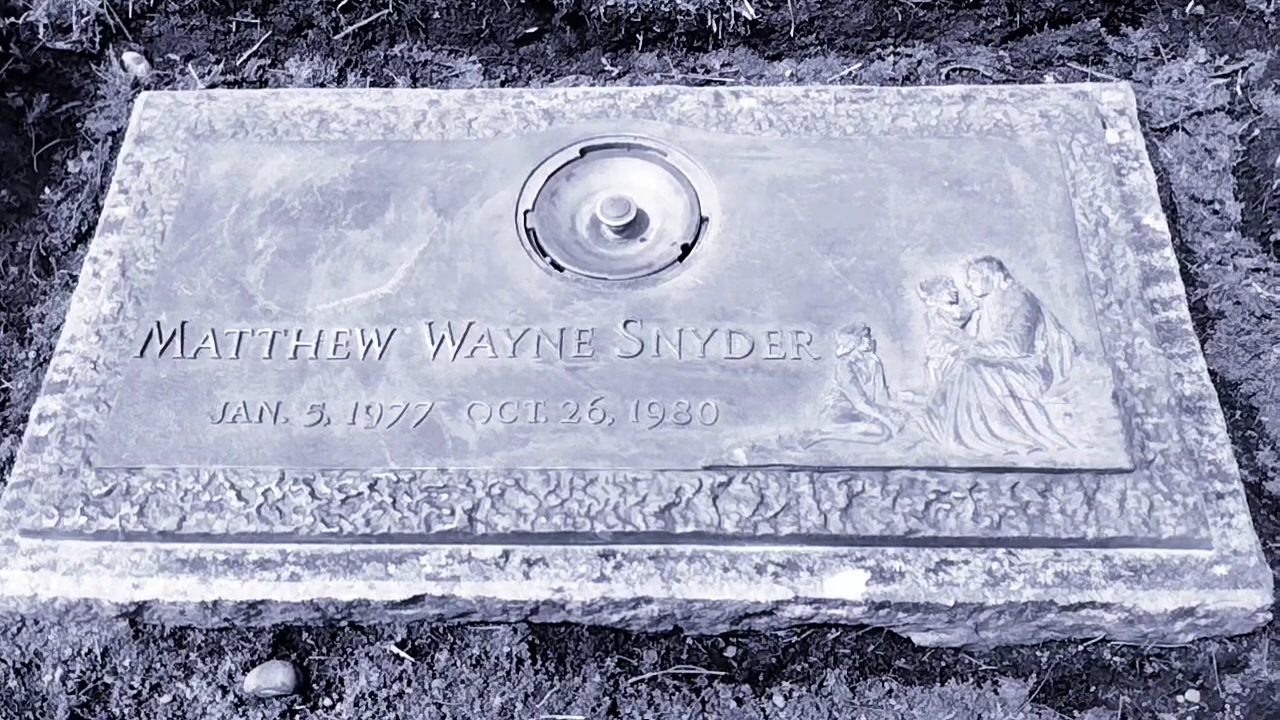 MATTHEW WAYNE SNYDER
JAN. 5, 1977 OCT. 26, 1980